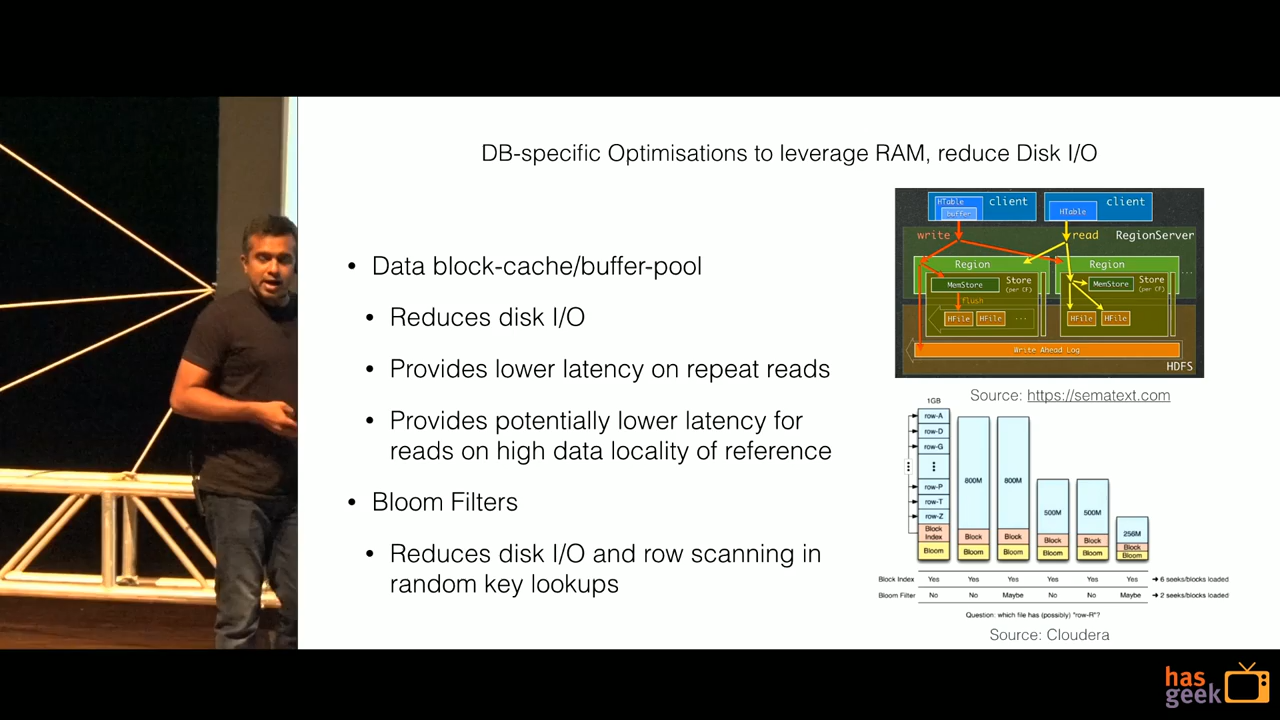 DB-specific Optimisations to leverage RAM, reduce Disk I/O
• Data block-cache/buffer-pool
• Reduces disk I/O
• Provides lower latency on repeat reads
• Provides potentially lower latency for
reads on high data locality of reference
• Bloom Filters
• Reduces disk I/O and row scanning in
random key lookups
HTable client
buffer
HTable client
write read RegionServer
Region Region
MemStore Store
(per CF)
MemStore Store
(per CF)
flush
HFile HFile ...
HFile HFile
...
Write Ahead Log
HDFS
Source: https://sematext.com
1GB
row-A
row-D
row-G
row-P
row-T
row-Z
Block
Index
Bloom
800M
Block
Bloom
800M
Block
Bloom
500M
Block
Bloom
500M
Block
Bloom
256M
Block
Bloom
Block Index Yes Yes Yes Yes Yes Yes ➔ 6 seeks/blocks loaded
Bloom Filter No No Maybe No No Maybe ➔ 2 seeks/blocks loaded
Question: which file has (possibly) "row-R"?
Source: Cloudera
has
geek